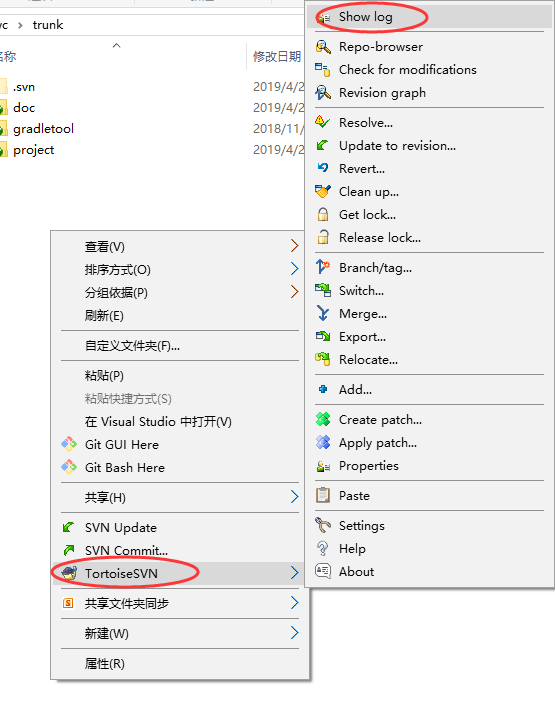 trunk
修改日期
.svn
2019/4/2
doc
2019/4/2
gradletool
2018/11/
project
2019/4/2
查看(V)
排序方式(O)
分组依据(P)
刷新(E)
自定义文件夹(F)...
粘贴(P)
粘贴快捷方式(S)
在 Visual Studio 中打开(V)
Git GUI Here
Git Bash Here
共享(H)
SVN Update
SVN Commit...
TortoiseSVN
共享文件夹同步
新建(W)
属性(R)
Show log
Repo-browser
Check for modifications
Revision graph
Resolve...
Update to revision...
Revert...
Clean up...
Get lock...
Release lock...
Branch/tag...
Switch...
Merge...
Export...
Relocate...
Add...
Create patch...
Apply patch...
Properties
Paste
Settings
Help
About